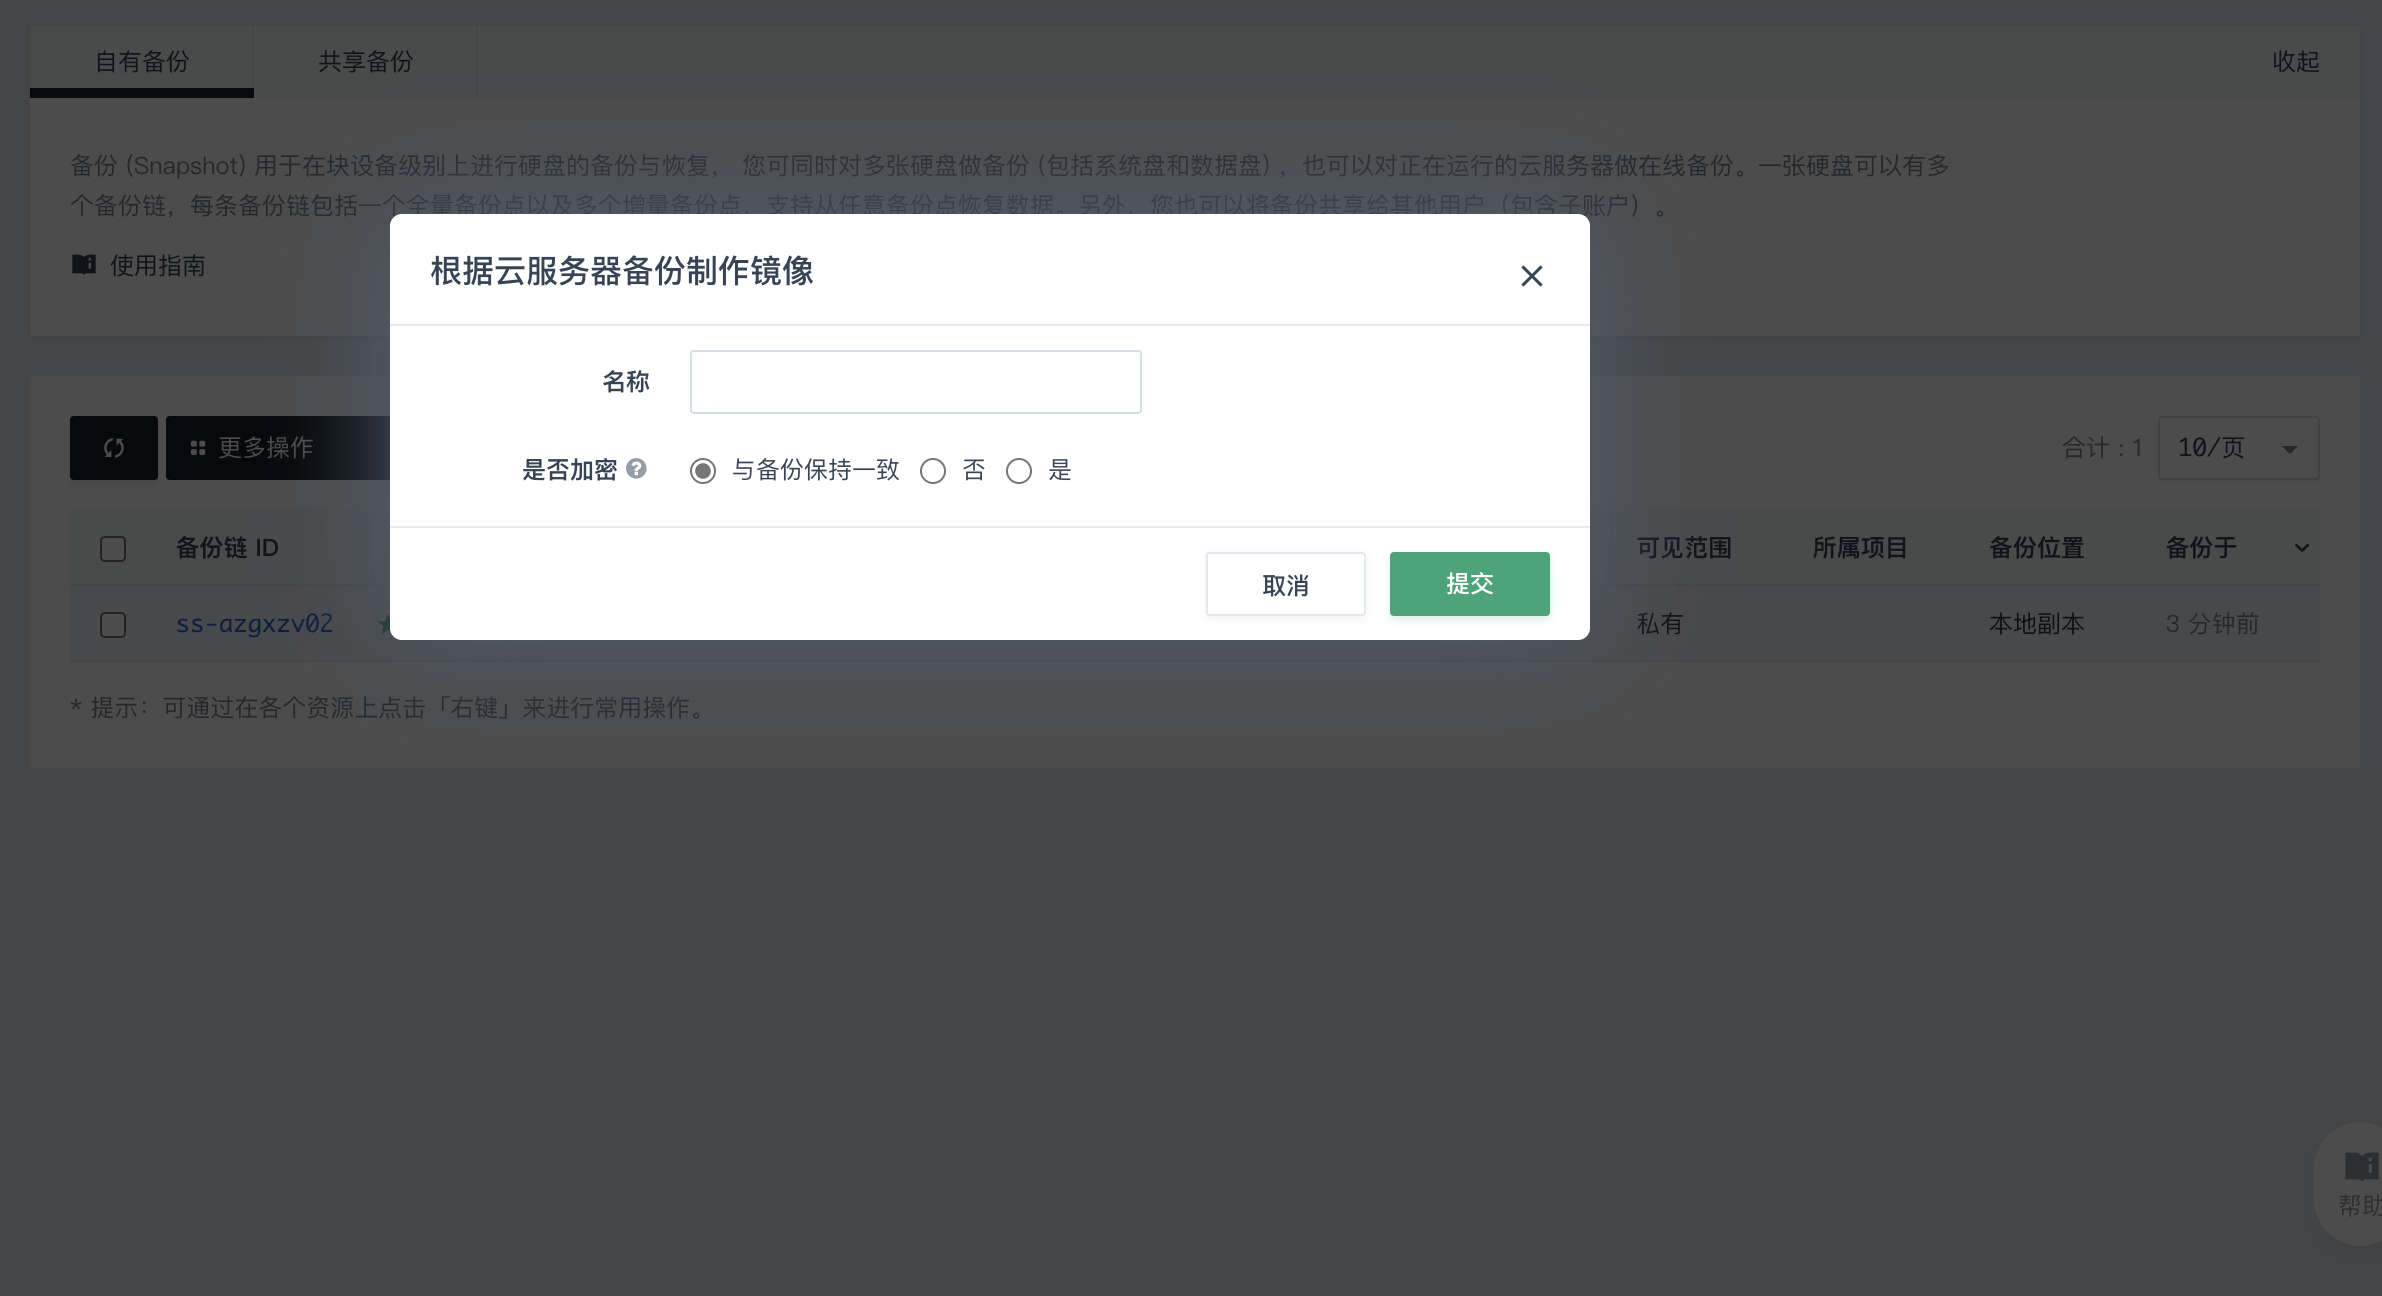 自有备份
共享备份
收起
备份 (Snapshot) 用于在块设备级别上进行硬盘的备份与恢复， 您可同时对多张硬盘做备份 (包括系统盘和数据盘) ，也可以对正在运行的云服务器做在线备份。一张硬盘可以有多
个备份链，每条备份链包括一个全量备份点以及多个增量备份点，支持从任意备份点恢复数据。另外，您也可以将备份共享给其他用户（包含子账户）。
使用指南
根据云服务器备份制作镜像
名称
是否加密
与备份保持一致
否
是
取消
提交
更多操作
合计 : 1
10/页
备份链 ID
可见范围
所属项目
备份位置
备份于
ss-azgxzv02
私有
本地副本
3 分钟前
* 提示：可通过在各个资源上点击「右键」来进行常用操作。
帮助